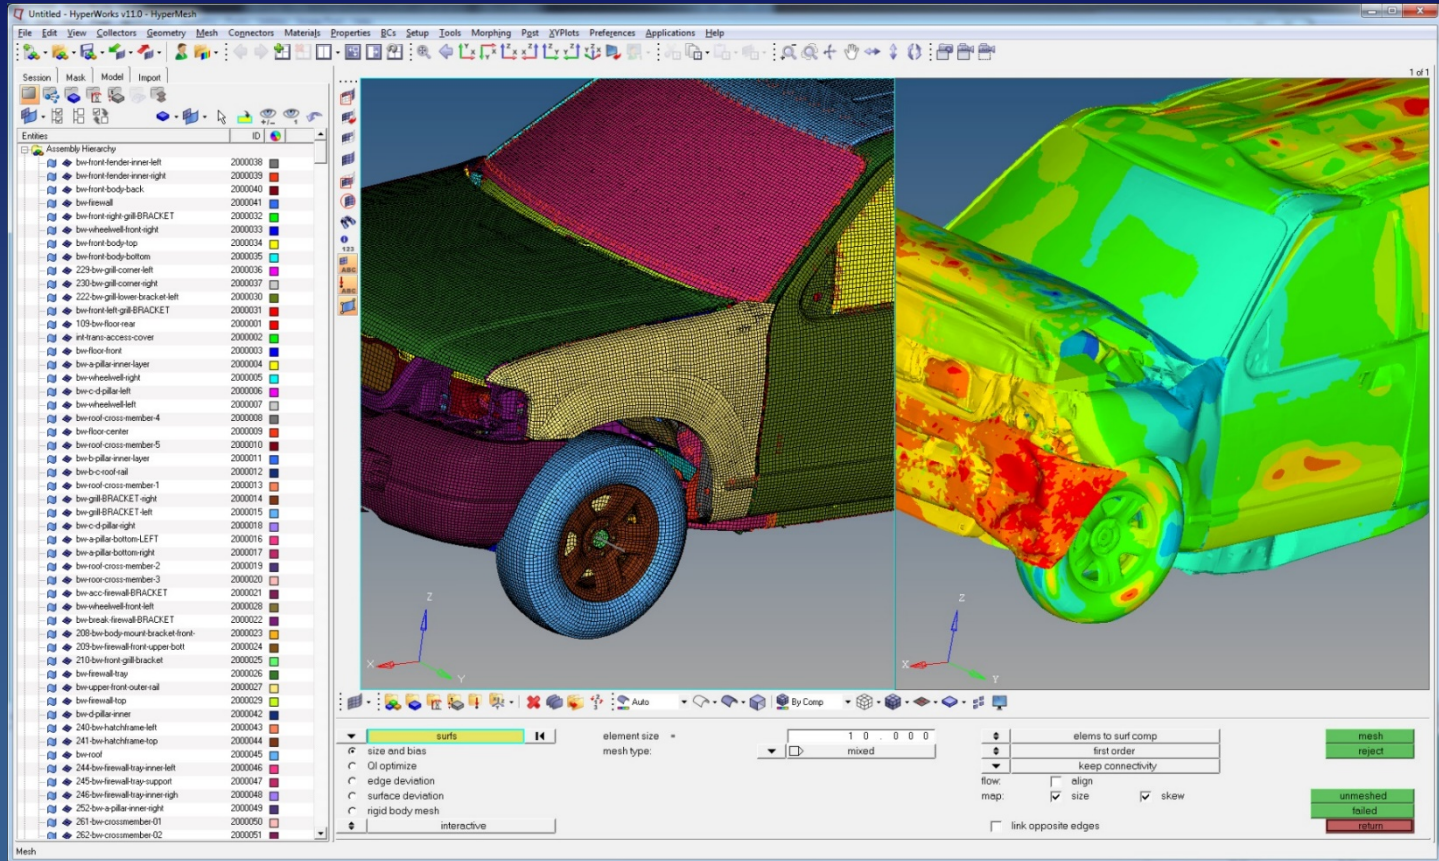 Untitled - HyperWorks v11.0 - HyperMesh
File Edit View Collectors Geometry Mesh Connectors Materials Properties BCs Setup Tools Morphing Post XYPlots Preferences Applications Help
Session Mask Model Import
1 of 1
Entities ID
Assembly Hierarchy
bw-front-fender-inner-left 2000038
bw-front-fender-inner-right 2000039
bw-front-body-back 2000040
bw-firewall 2000041
bw-front-right-grill-BRACKET 2000032
bw-wheelwell-front-right 2000033
bw-front-body-top 2000034
bw-front-body-bottom 2000035
229-bw-grill-corner-left 2000036
230-bw-grill-corner-right 2000037
222-bw-grill-lower-bracket-left 2000030
bw-front-left-grill-BRACKET 2000031
109-bw-floor-rear 2000001
int-trans-access-cover 2000002
bw-floor-front 2000003
bw-a-pillar-inner-layer 2000004
bw-wheelwell-right 2000005
bw-c-d-pillar-left 2000006
bw-wheelwell-left 2000007
bw-roof-cross-member-4 2000008
bw-floor-center 2000009
bw-roof-cross-member-5 2000010
bw-b-pillar-inner-layer 2000011
bw-b-c-roof-rail 2000012
bw-roof-cross-member-1 2000013
bw-grill-BRACKET-right 2000014
bw-grill-BRACKET-left 2000015
bw-c-d-pillar-right 2000018
bw-a-pillar-bottom-LEFT 2000016
bw-a-pillar-bottom-right 2000017
bw-roof-cross-member-2 2000019
bw-roor-cross-member-3 2000020
bw-acc-firewall-BRACKET 2000021
bw-wheelwell-front-left 2000028
bw-break-firewall-BRACKET 2000022
208-bw-body-mount-bracket-front- 2000023
209-bw-firewall-front-upper-bott 2000024
210-bw-front-grill-bracket 2000025
bw-firewall-tray 2000026
bw-upper-front-outer-rail 2000027
bw-firewall-top 2000029
bw-d-pillar-inner 2000042
240-bw-hatchframe-left 2000043
241-bw-hatchframe-top 2000044
bw-roof 2000045
244-bw-firewall-tray-inner-left 2000046
245-bw-firewall-tray-support 2000047
246-bw-firewall-tray-inner-righ 2000048
252-bw-a-pillar-inner-right 2000049
261-bw-crossmember-01 2000050
262-bw-crossmember-02 2000051
123
ABC
ABC
Z
X
Y
Z
X
Y
Auto By Comp
surfs element size = 10.000 elems to surf comp mesh
size and bias mesh type: mixed first order reject
QI optimize keep connectivity
edge deviation flow: align
surface deviation map: size skew unmeshed
rigid body mesh failed
interactive link opposite edges return
Mesh